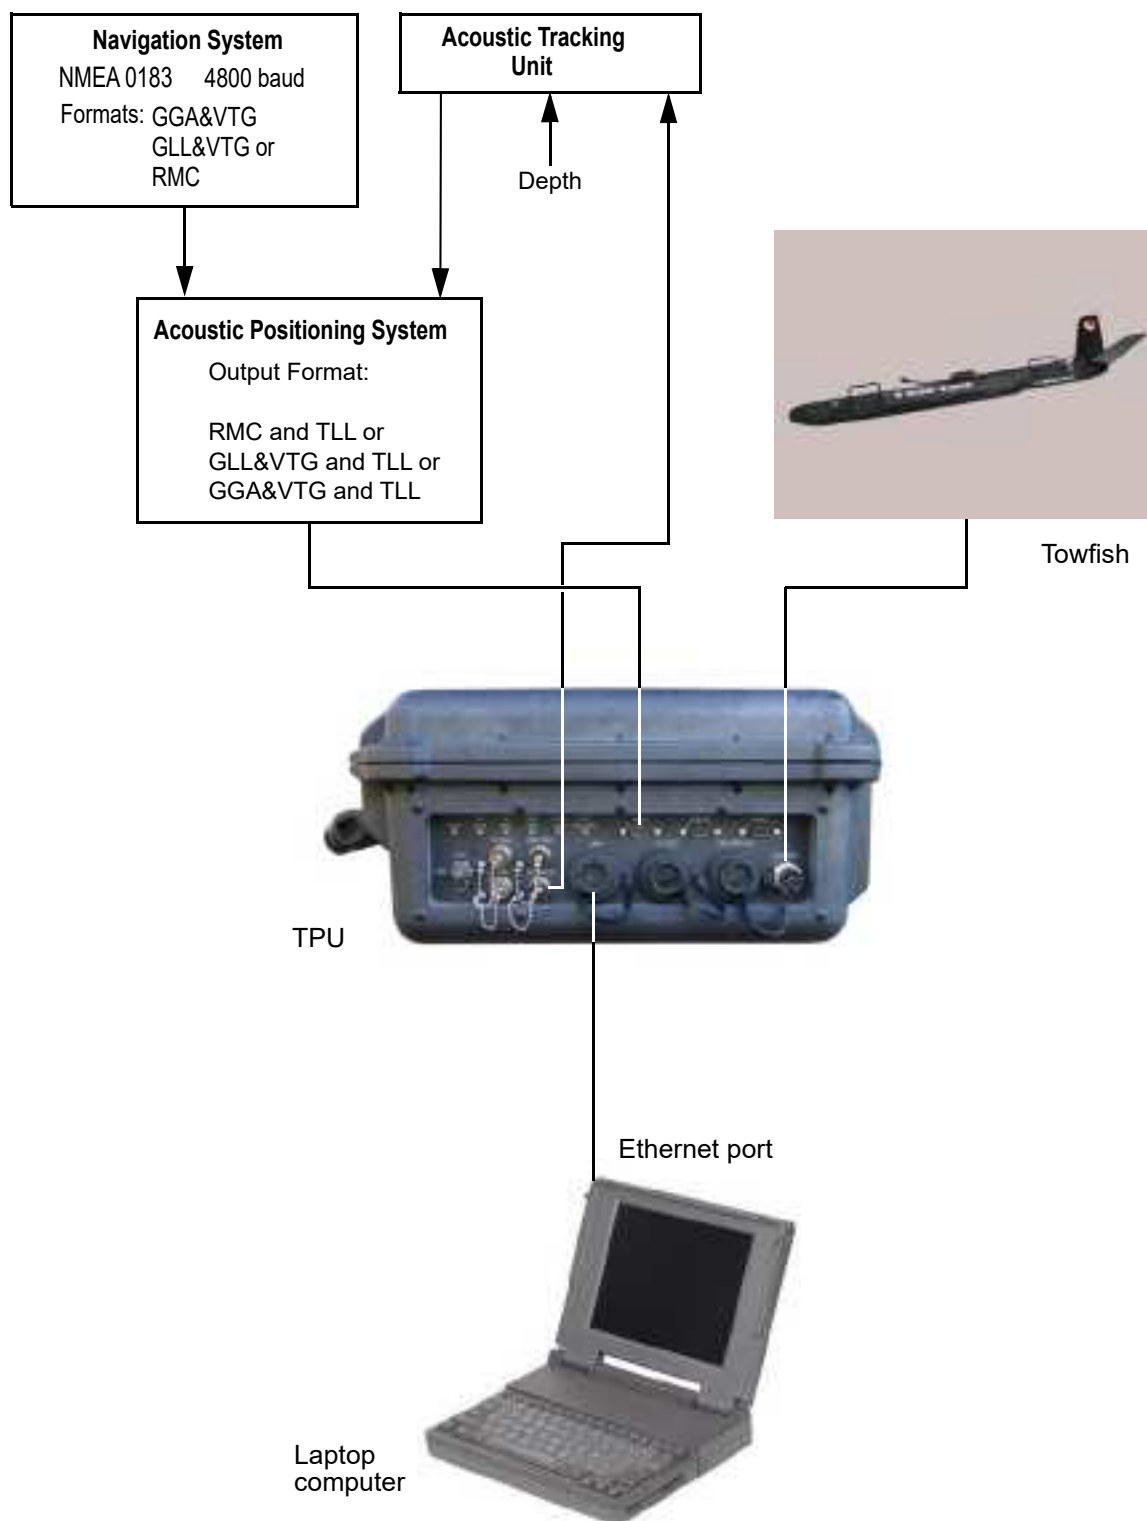 Navigation System
NMEA 0183 4800 baud
Formats: GGA&VTG
GLL&VTG or
RMC
Acoustic Tracking
Unit
Depth
Acoustic Positioning System
Output Format:
RMC and TLL or
GLL&VTG and TLL or
GGA&VTG and TLL
Towfish
TPU
Ethernet port
Laptop
computer